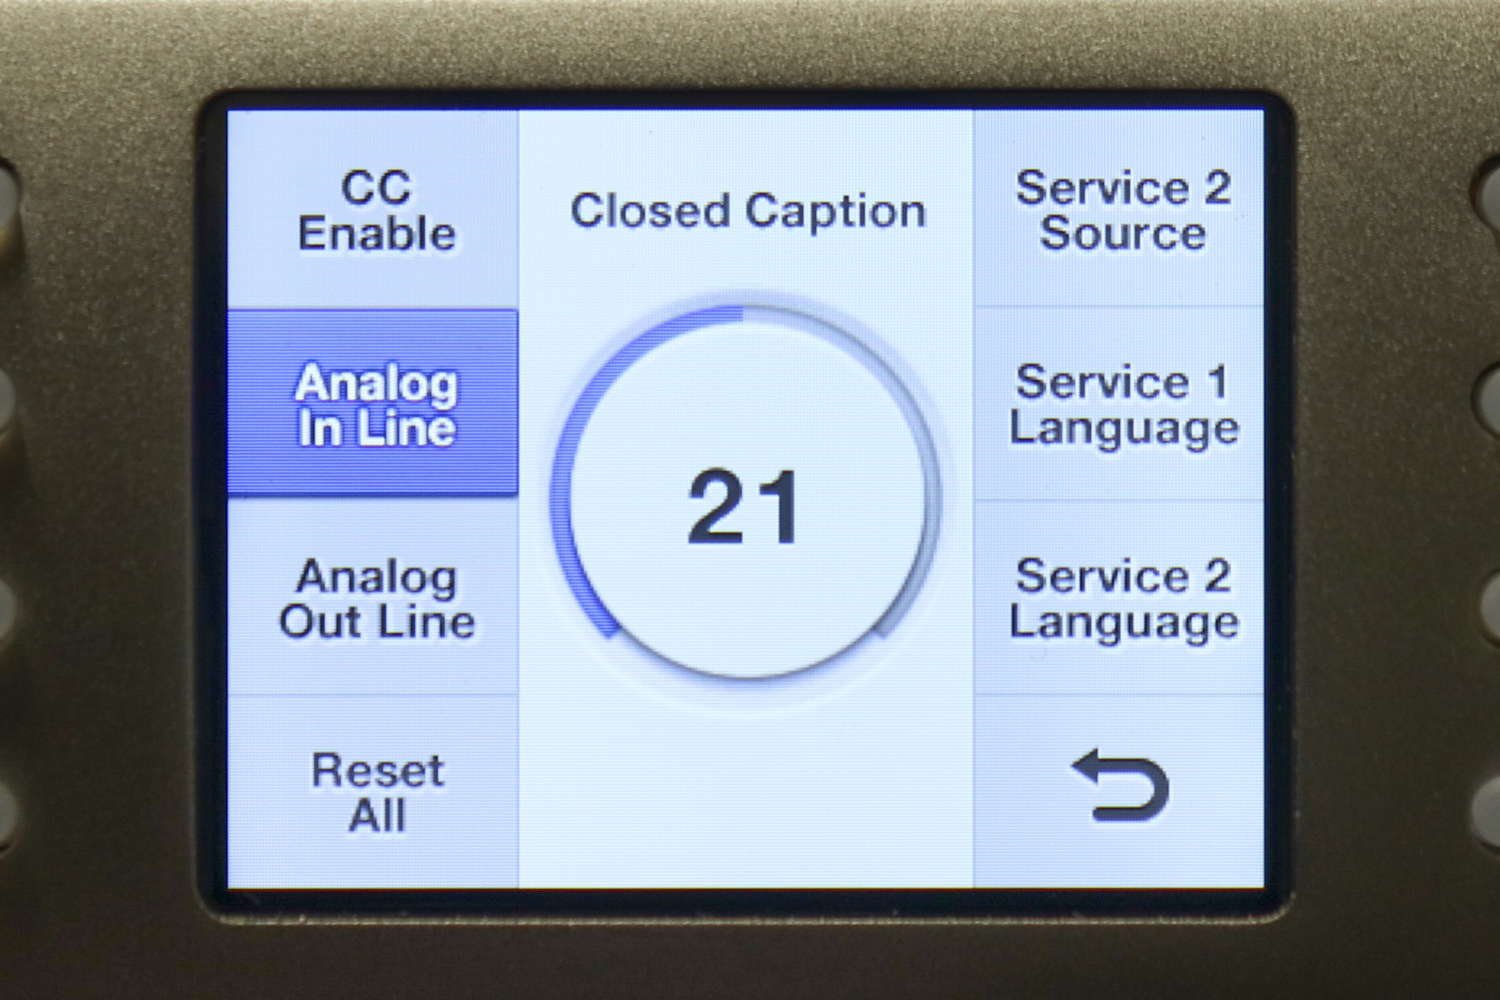 CC
Enable
Analog
In Line
Analog
Out Line
Reset
All
Closed Caption
21
Service 2
Source
Service 1
Language
Service 2
Language